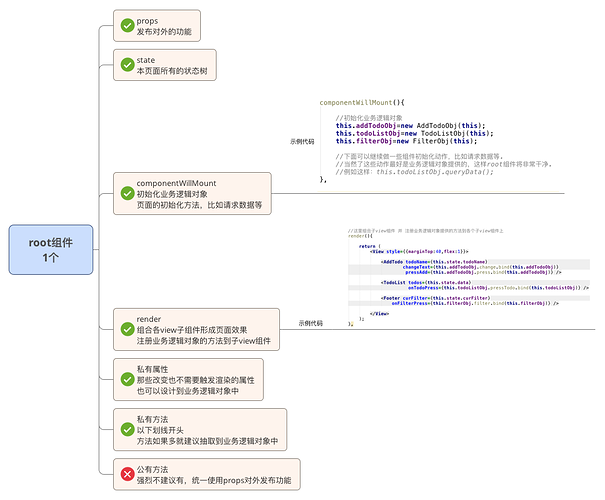 props
发布对外的功能
state
本页面所有的状态树
componentWillMount(){
//初始化业务逻辑对象
this.addTodoObj=new AddTodoObj(this);
this.todoListObj=new TodoListObj(this);
this.filterObj=new FilterObj(this);
//下面可以继续做一些组件初始化动作，比如请求数据等。
//当然了这些动作最好是业务逻辑对象提供的，这样root组件将非常干净。
//例如这样：this.todoListObj.queryData();
},
示例代码
componentWillMount
初始化业务逻辑对象
页面的初始化方法，比如请求数据等
root组件
1个
//这里组合子view组件 并 注册业务逻辑对象提供的方法到各个子view组件上
render(){
return (
<View style={{marginTop:40,flex:1}}>
<AddTodo todoName={this.state.todoName}
changeText={this.addTodoObj.change.bind(this.addTodoObj)}
pressAdd={this.addTodoObj.press.bind(this.addTodoObj)} />
<TodoList todos={this.state.data}
onTodoPress={this.todoListObj.pressTodo.bind(this.todoListObj)} />
<Footer curFilter={this.state.curFilter}
onFilterPress={this.filterObj.filter.bind(this.filterObj)} />
</View>
);
},
示例代码
render
组合各view子组件形成页面效果
注册业务逻辑对象的方法到子view组件
私有属性
那些改变也不需要触发渲染的属性
也可以设计到业务逻辑对象中
私有方法
以下划线开头
方法如果多就建议抽取到业务逻辑对象中
公有方法
强烈不建议有，统一使用props对外发布功能